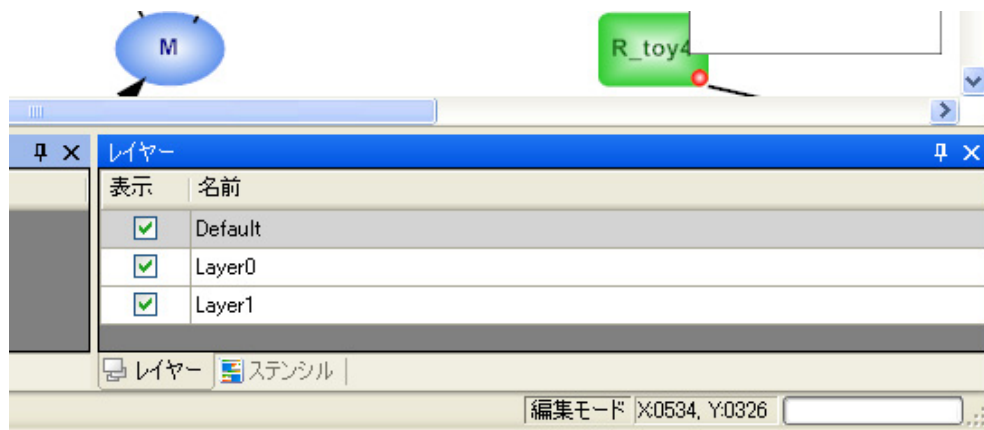 M R_toy4
レイヤー
表示 名前
Default
Layer0
Layer1
レイヤー ステンシル
編集モード X:0534, Y:0326